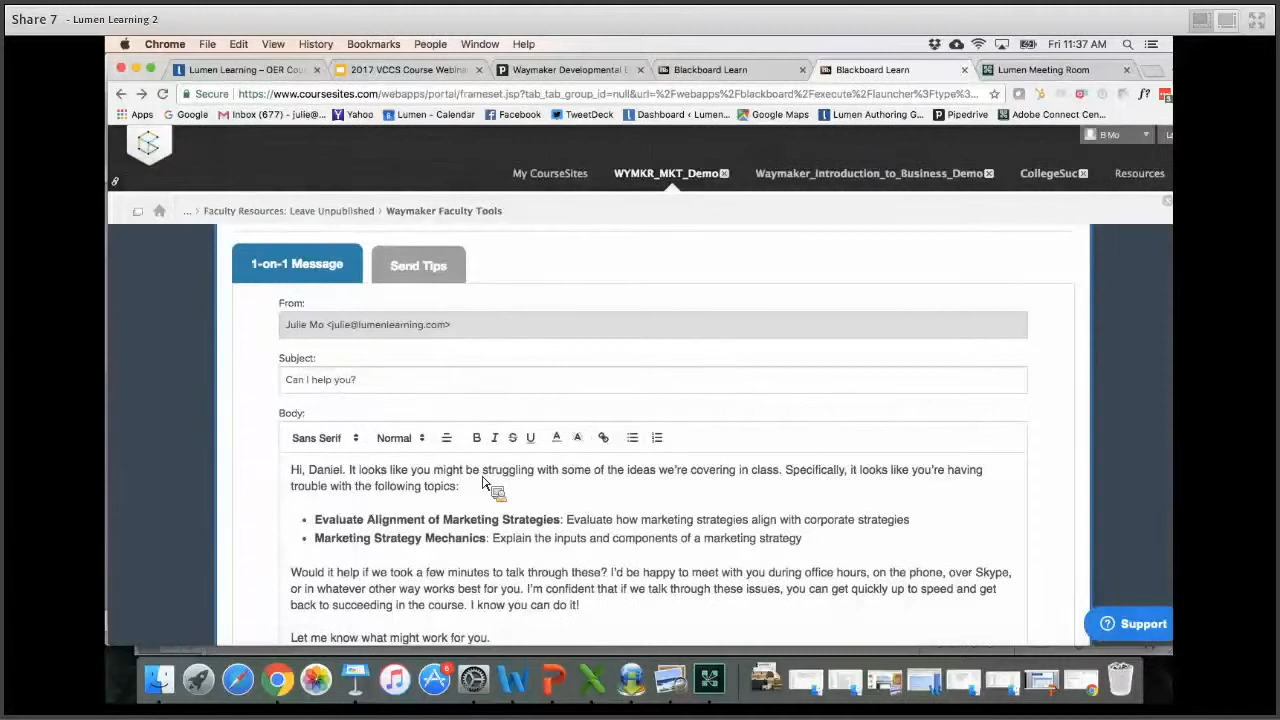 Share 7 - Lumen Learning 2
Chrome File Edit View History Bookmarks People Window Help Fri 11:37 AM
Lumen Learning – OER Cou 2017 VCCS Course Webina Waymaker Developmental E Blackboard Learn Blackboard Learn Lumen Meeting Room
Secure https://www.coursesites.com/webapps/portal/frameset.jsp?tab_tab_group_id=null&url=%2Fwebapps%2Fblackboard%2Fexecute%2Flauncher%3Ftype%3...
Apps Google Inbox (677) - julie@... Yahoo Lumen - Calendar Facebook TweetDeck Dashboard ‹ Lumen... Google Maps Lumen Authoring G... Pipedrive Adobe Connect Cen...
B Mo
My CourseSites WYMKR_MKT_Demo Waymaker_Introduction_to_Business_Demo CollegeSuc Resources
... > Faculty Resources: Leave Unpublished > Waymaker Faculty Tools
1-on-1 Message Send Tips
From:
Julie Mo <julie@lumenlearning.com>
Subject:
Can I help you?
Body:
Sans Serif Normal B I S U A A
Hi, Daniel. It looks like you might be struggling with some of the ideas we're covering in class. Specifically, it looks like you're having
trouble with the following topics:
• Evaluate Alignment of Marketing Strategies: Evaluate how marketing strategies align with corporate strategies
• Marketing Strategy Mechanics: Explain the inputs and components of a marketing strategy
Would it help if we took a few minutes to talk through these? I'd be happy to meet with you during office hours, on the phone, over Skype,
or in whatever other way works best for you. I'm confident that if we talk through these issues, you can get quickly up to speed and get
back to succeeding in the course. I know you can do it!
Let me know what might work for you.
Support